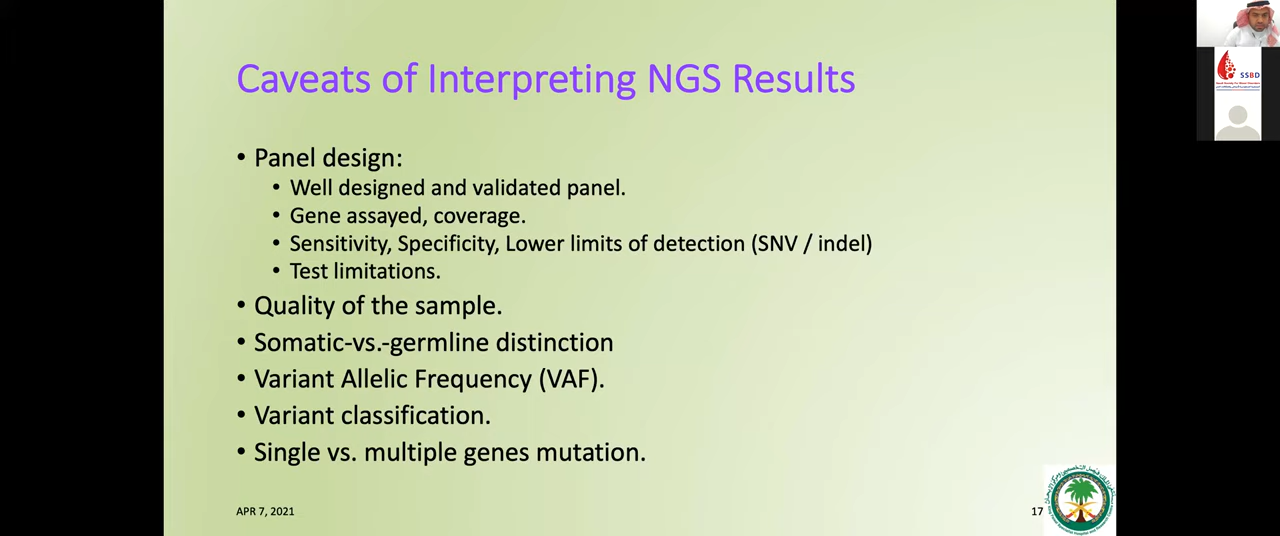 Caveats of Interpreting NGS Results
• Panel design:
• Well designed and validated panel.
• Gene assayed, coverage.
• Sensitivity, Specificity, Lower limits of detection (SNV / indel)
• Test limitations.
• Quality of the sample.
• Somatic-vs.-germline distinction
• Variant Allelic Frequency (VAF).
• Variant classification.
• Single vs. multiple genes mutation.
APR 7, 2021
17
SSBD